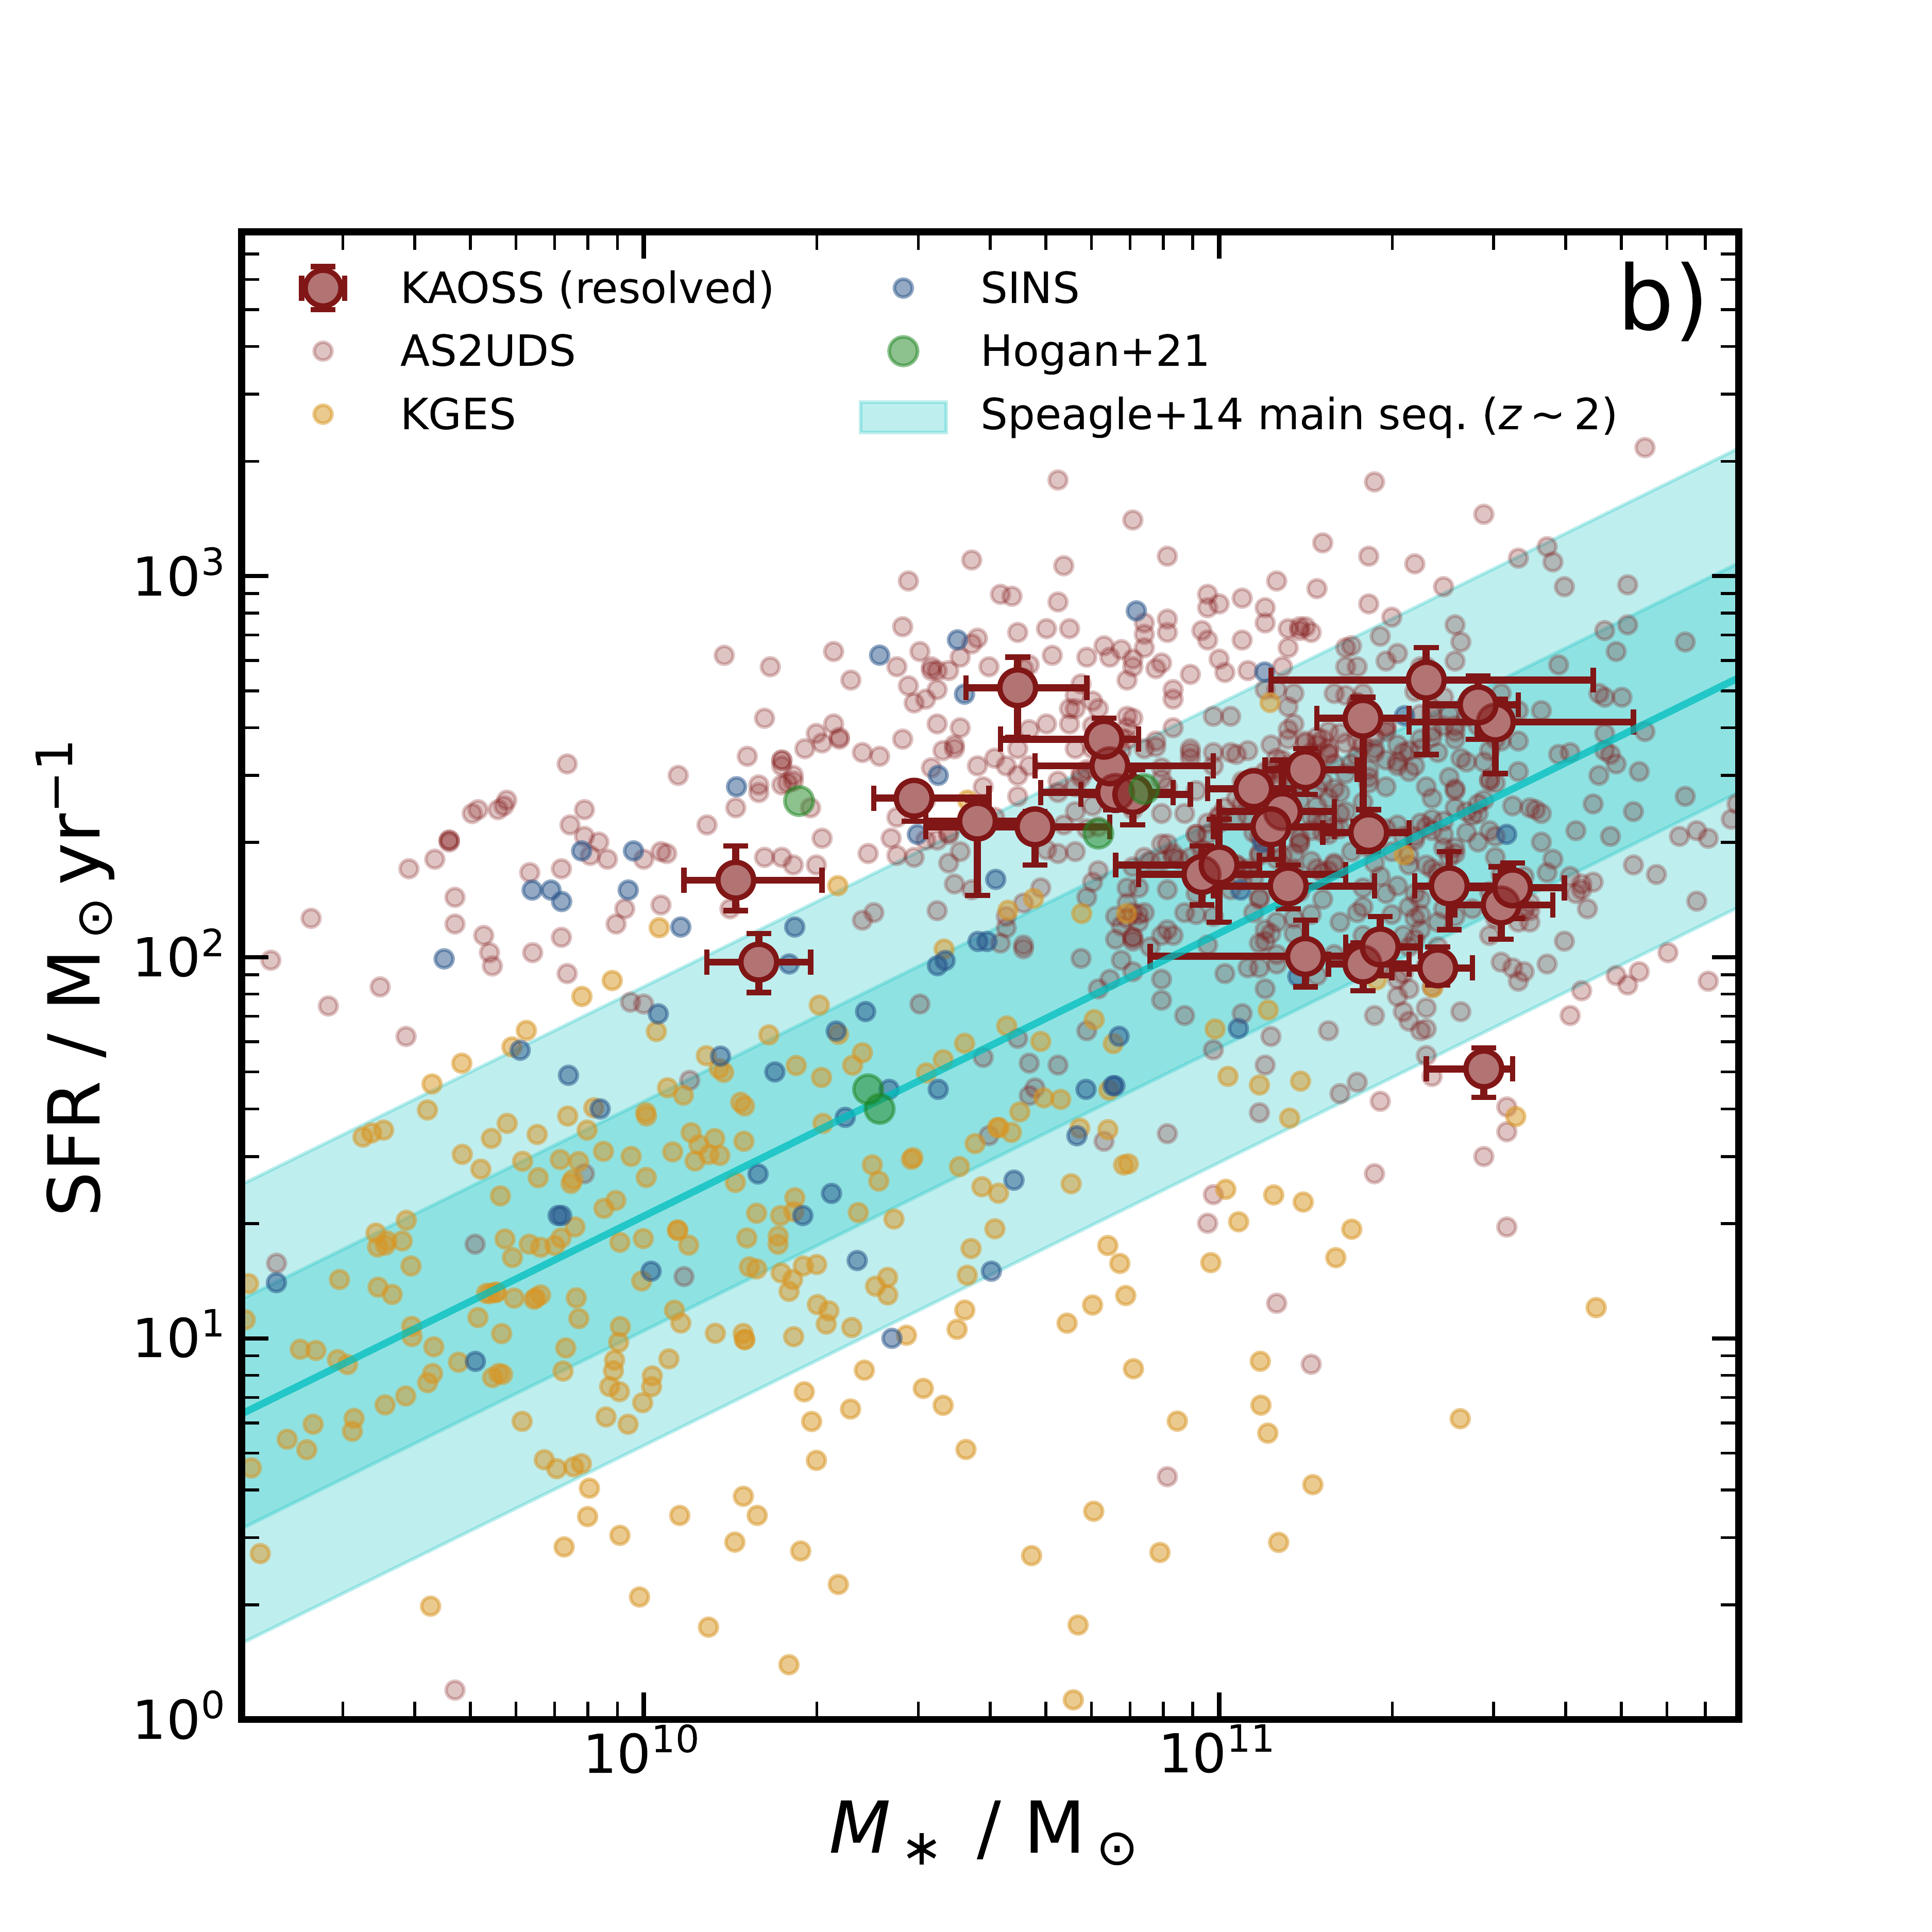 b)
KAOSS (resolved)
AS2UDS
KGES
SINS
Hogan+21
Speagle+14 main seq. (z ~ 2)
SFR / M⊙ yr⁻¹
10³
10²
10¹
10⁰
10¹⁰
10¹¹
M∗ / M⊙